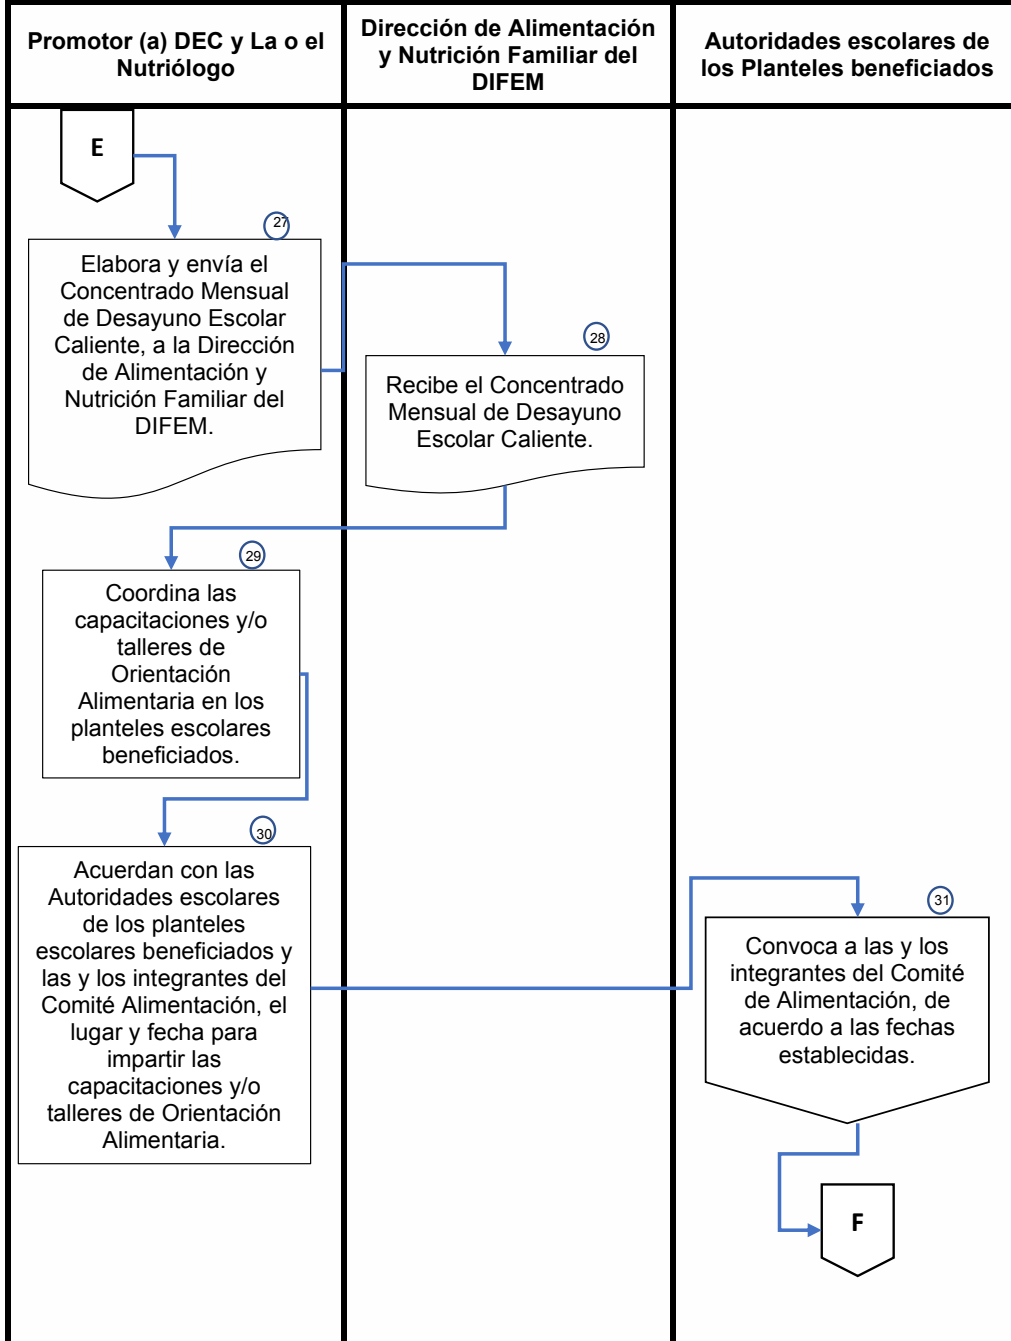 Promotor (a) DEC y La o el
Nutriólogo
Dirección de Alimentación
y Nutrición Familiar del
DIFEM
Autoridades escolares de
los Planteles beneficiados
E
27
Elabora y envía el
Concentrado Mensual
de Desayuno Escolar
Caliente, a la Dirección
de Alimentación y
Nutrición Familiar del
DIFEM.
28
Recibe el Concentrado
Mensual de Desayuno
Escolar Caliente.
29
Coordina las
capacitaciones y/o
talleres de
Orientación
Alimentaria en los
planteles escolares
beneficiados.
30
Acuerdan con las
Autoridades escolares
de los planteles
escolares beneficiados y
las y los integrantes del
Comité Alimentación, el
lugar y fecha para
impartir las
capacitaciones y/o
talleres de Orientación
Alimentaria.
31
Convoca a las y los
integrantes del Comité
de Alimentación, de
acuerdo a las fechas
establecidas.
F